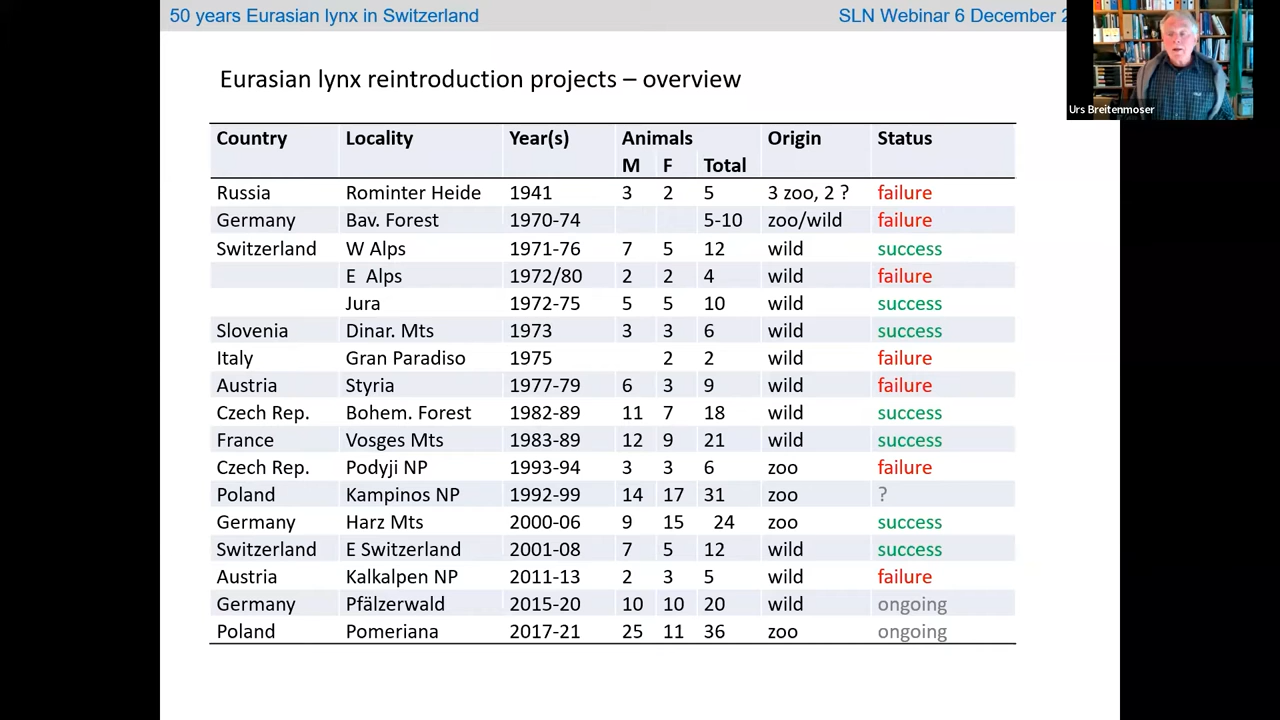 50 years Eurasian lynx in Switzerland SLN Webinar 6 December
Urs Breitenmoser
Eurasian lynx reintroduction projects – overview
Country Locality Year(s) Animals Origin Status
M F Total
Russia Rominter Heide 1941 3 2 5 3 zoo, 2 ? failure
Germany Bav. Forest 1970-74 5-10 zoo/wild failure
Switzerland W Alps 1971-76 7 5 12 wild success
E Alps 1972/80 2 2 4 wild failure
Jura 1972-75 5 5 10 wild success
Slovenia Dinar. Mts 1973 3 3 6 wild success
Italy Gran Paradiso 1975 2 2 wild failure
Austria Styria 1977-79 6 3 9 wild failure
Czech Rep. Bohem. Forest 1982-89 11 7 18 wild success
France Vosges Mts 1983-89 12 9 21 wild success
Czech Rep. Podyji NP 1993-94 3 3 6 zoo failure
Poland Kampinos NP 1992-99 14 17 31 zoo ?
Germany Harz Mts 2000-06 9 15 24 zoo success
Switzerland E Switzerland 2001-08 7 5 12 wild success
Austria Kalkalpen NP 2011-13 2 3 5 wild failure
Germany Pfälzerwald 2015-20 10 10 20 wild ongoing
Poland Pomeriana 2017-21 25 11 36 zoo ongoing